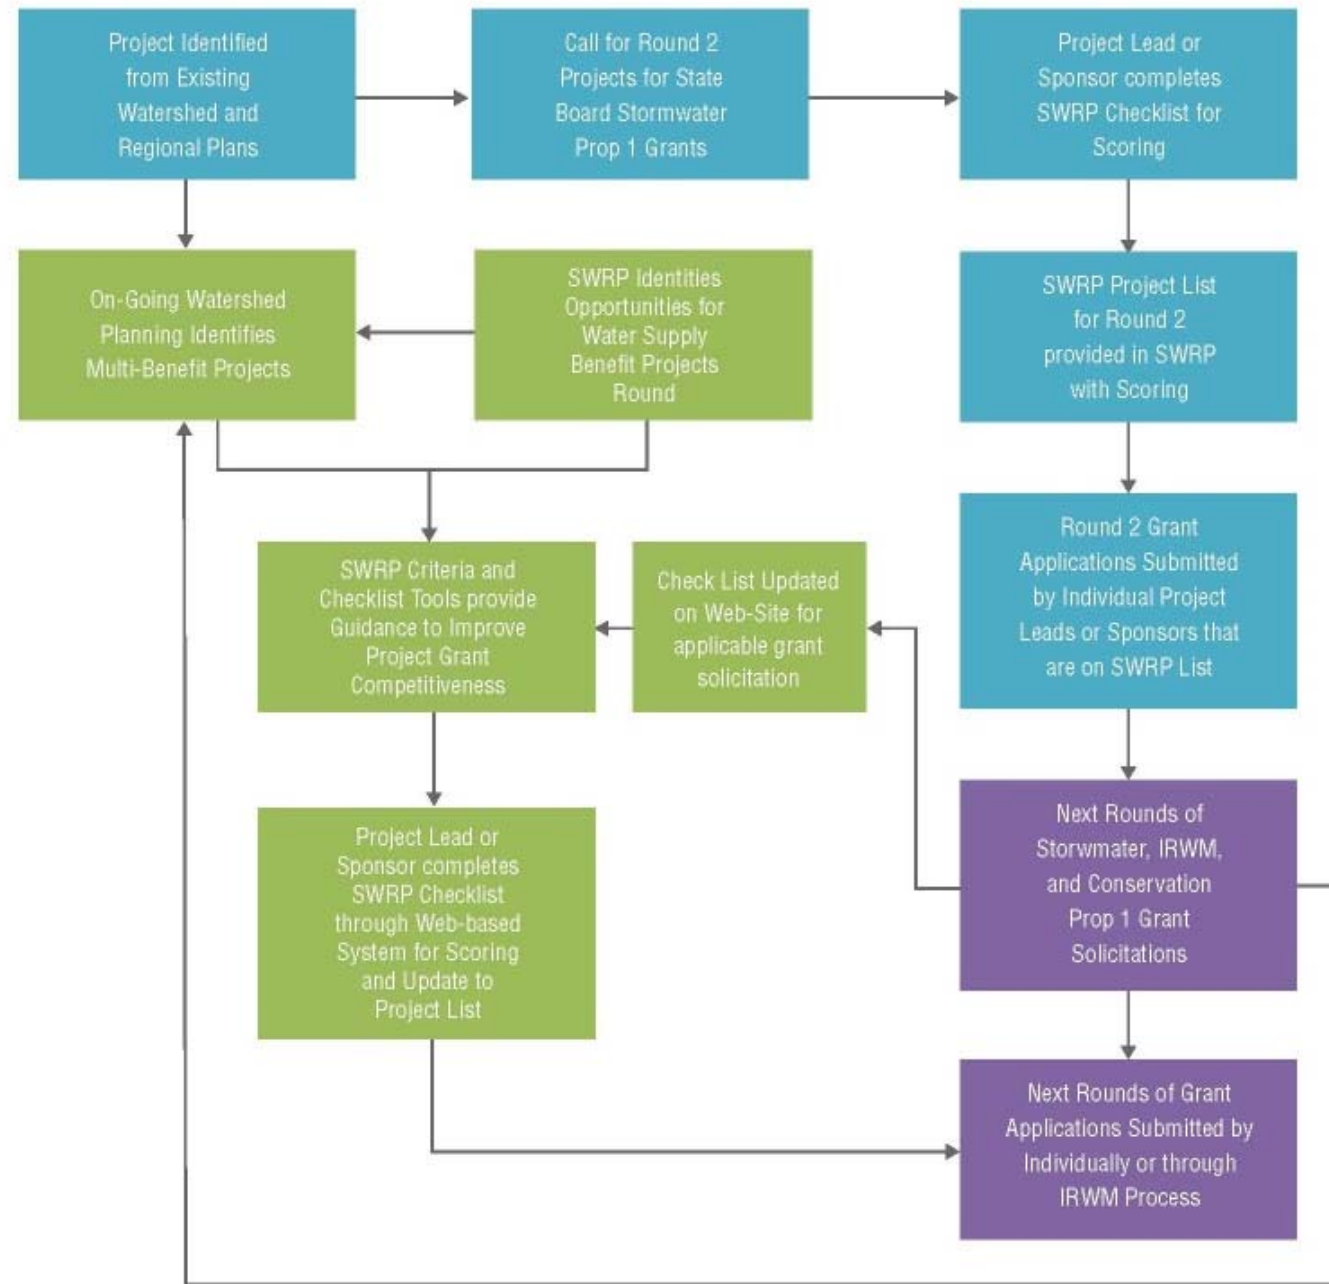 Project Identified
from Existing
Watershed and
Regional Plans
Call for Round 2
Projects for State
Board Stormwater
Prop 1 Grants
Project Lead or
Sponsor completes
SWRP Checklist for
Scoring
On-Going Watershed
Planning Identifies
Multi-Benefit Projects
SWRP Identities
Opportunities for
Water Supply
Benefit Projects
Round
SWRP Project List
for Round 2
provided in SWRP
with Scoring
SWRP Criteria and
Checklist Tools provide
Guidance to Improve
Project Grant
Competitiveness
Check List Updated
on Web-Site for
applicable grant
solicitation
Round 2 Grant
Applications Submitted
by Individual Project
Leads or Sponsors that
are on SWRP List
Project Lead or
Sponsor completes
SWRP Checklist
through Web-based
System for Scoring
and Update to
Project List
Next Rounds of
Storwmater, IRWM,
and Conservation
Prop 1 Grant
Solicitations
Next Rounds of Grant
Applications Submitted by
Individually or through
IRWM Process